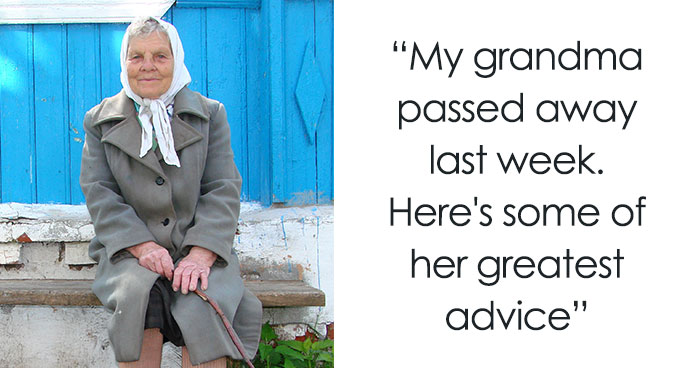 “My grandma
passed away
last week.
Here's some of
her greatest
advice”